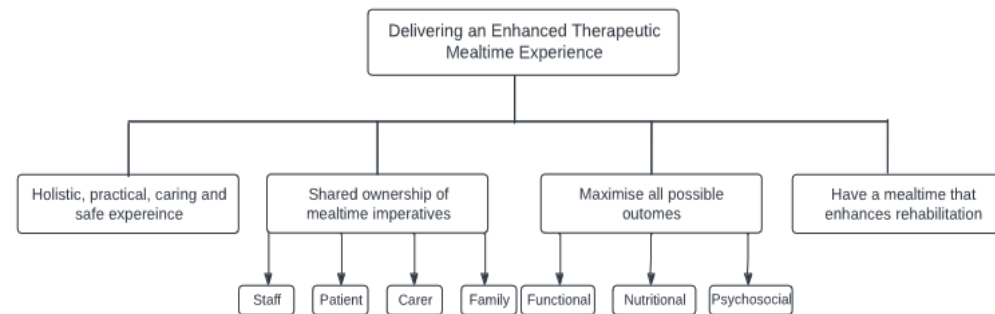 Delivering an Enhanced Therapeutic
Mealtime Experience
Holistic, practical, caring and
safe expereince
Shared ownership of
mealtime imperatives
Maximise all possible
outcomes
Have a mealtime that
enhances rehabilitation
Staff
Patient
Carer
Family
Functional
Nutritional
Psychosocial